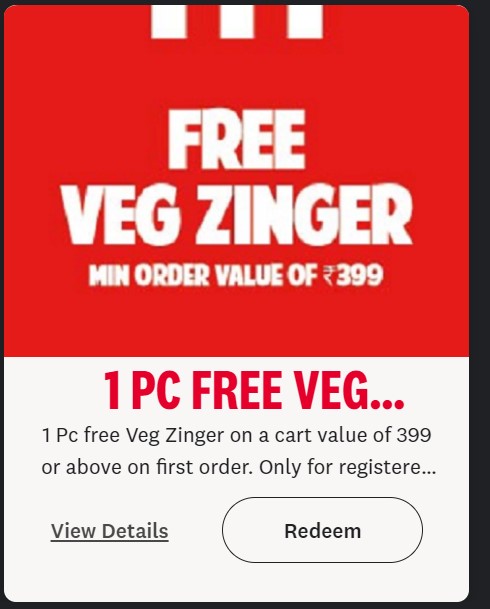 FREE
VEG ZINGER
MIN ORDER VALUE OF ₹399
1 PC FREE VEG...
1 Pc free Veg Zinger on a cart value of 399
or above on first order. Only for registere...
View Details
Redeem